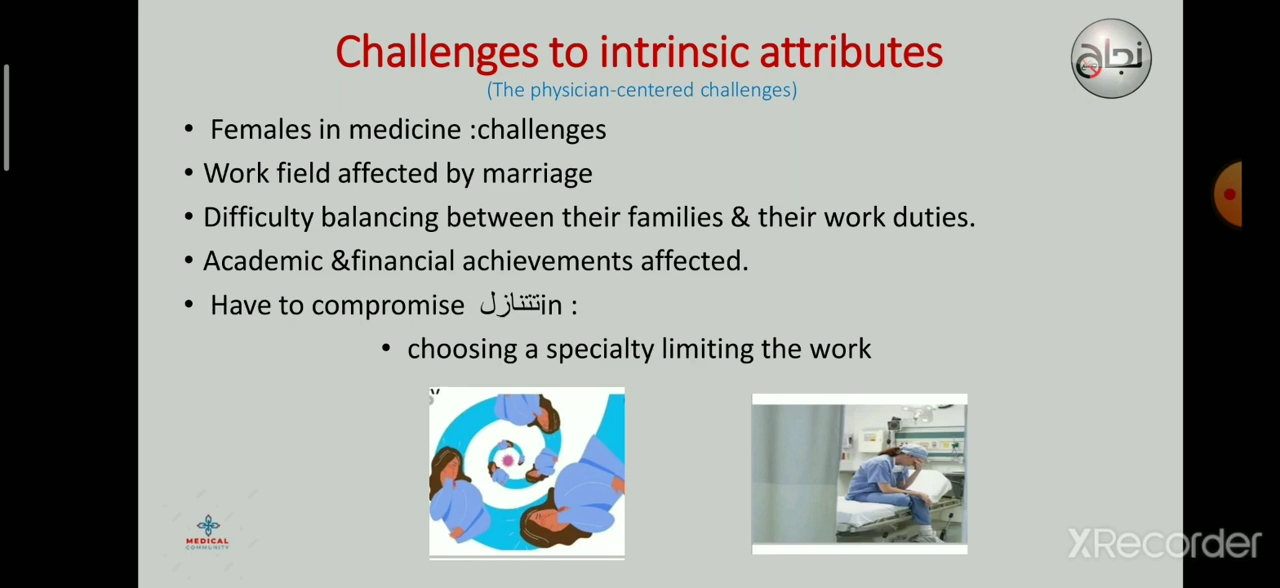 Challenges to intrinsic attributes
(The physician-centered challenges)
نجاح
• Females in medicine :challenges
• Work field affected by marriage
• Difficulty balancing between their families & their work duties.
• Academic &financial achievements affected.
• Have to compromise تتنازلin :
• choosing a specialty limiting the work
MEDICAL
COMMUNITY
XRecorder